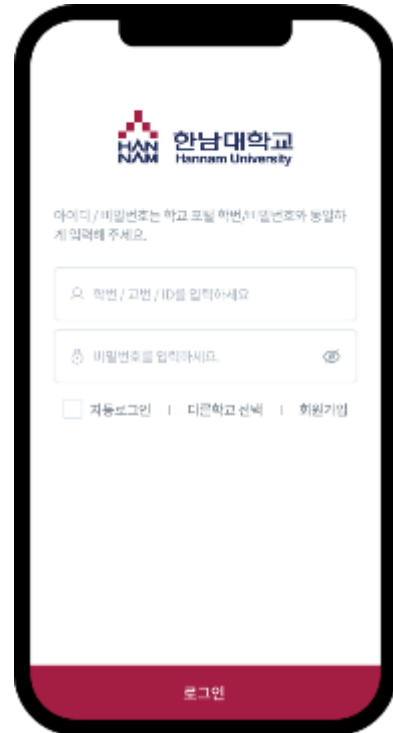 HAN
NAM
한남대학교
Hannam University
아이디 / 비밀번호는 학교 포털 학번/비밀번호와 동일하
게 입력해 주세요.
학번 / 교번 / ID를 입력하세요
비밀번호를 입력하세요.
자동로그인 | 다른학교 선택 | 회원가입
로그인